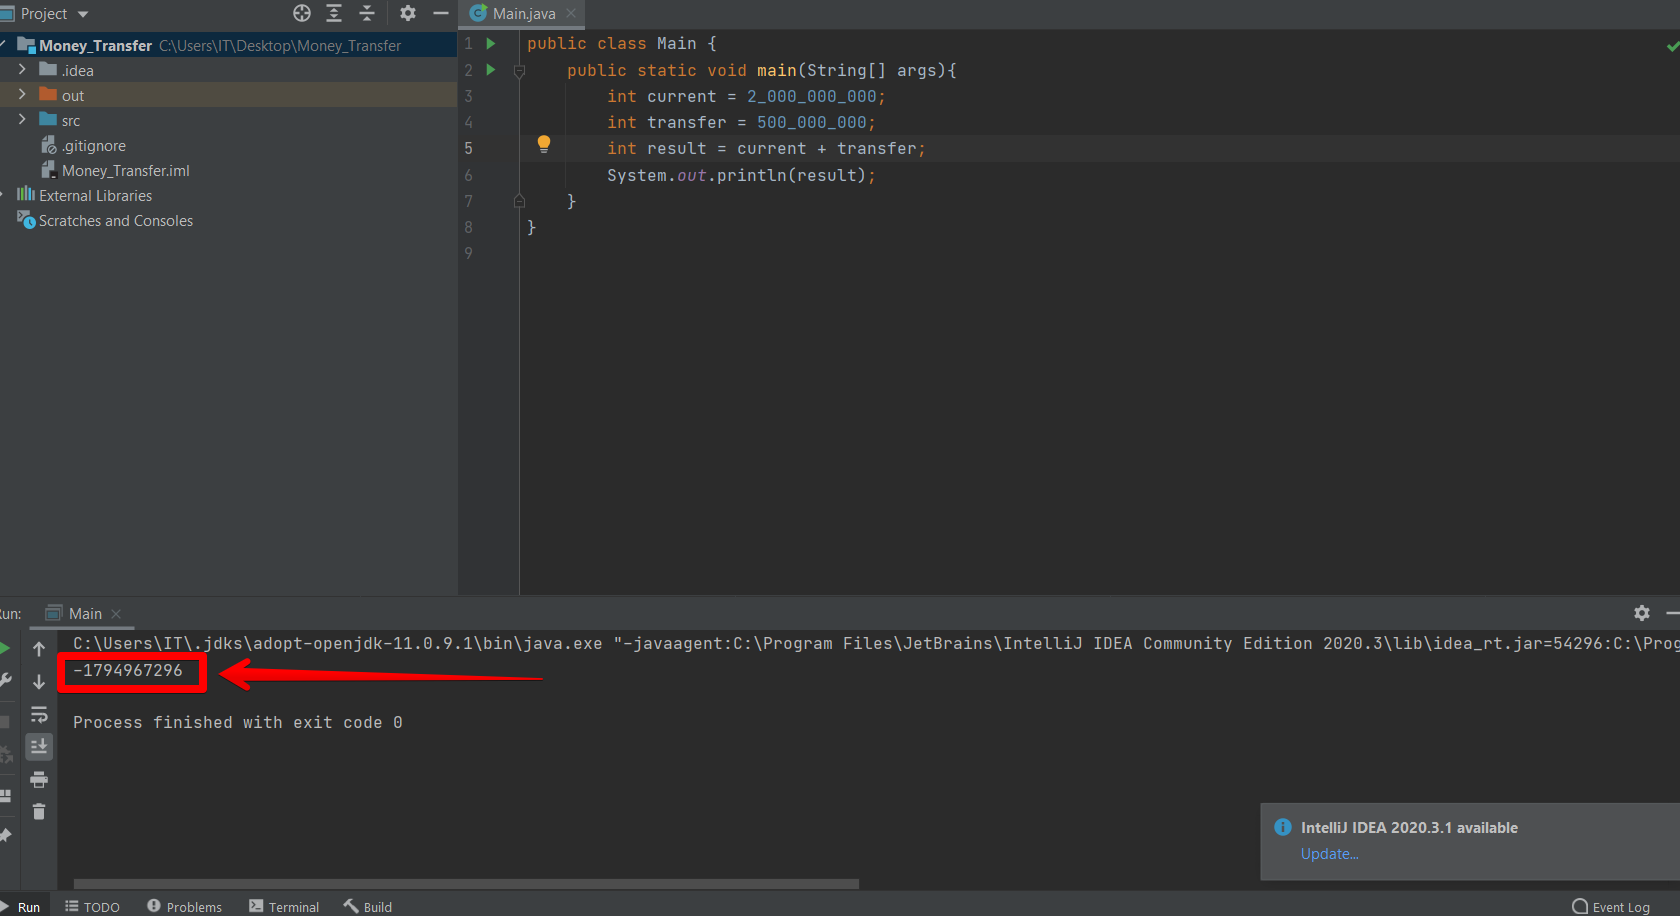 Project
Money_Transfer C:\Users\IT\Desktop\Money_Transfer
.idea
out
src
.gitignore
Money_Transfer.iml
External Libraries
Scratches and Consoles
Main.java
1 public class Main {
2 public static void main(String[] args){
3 int current = 2_000_000_000;
4 int transfer = 500_000_000;
5 int result = current + transfer;
6 System.out.println(result);
7 }
8 }
9
Run: Main
C:\Users\IT\.jdks\adopt-openjdk-11.0.9.1\bin\java.exe "-javaagent:C:\Program Files\JetBrains\IntelliJ IDEA Community Edition 2020.3\lib\idea_rt.jar=54296:C:\Prog
-1794967296
Process finished with exit code 0
IntelliJ IDEA 2020.3.1 available
Update...
Run TODO Problems Terminal Build Event Log